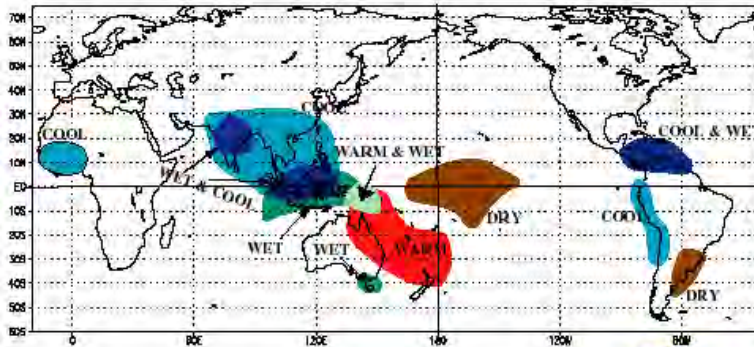 75N
60N
50N
40N
30N
20N
10N
EQ
10S
20S
30S
40S
50S
60S
COOL
COOL
WARM & WET
COOL & WET
WET & COOL
WET
WET
WARM
DRY
COOL
DRY
0
60E
120E
180
120W
60W